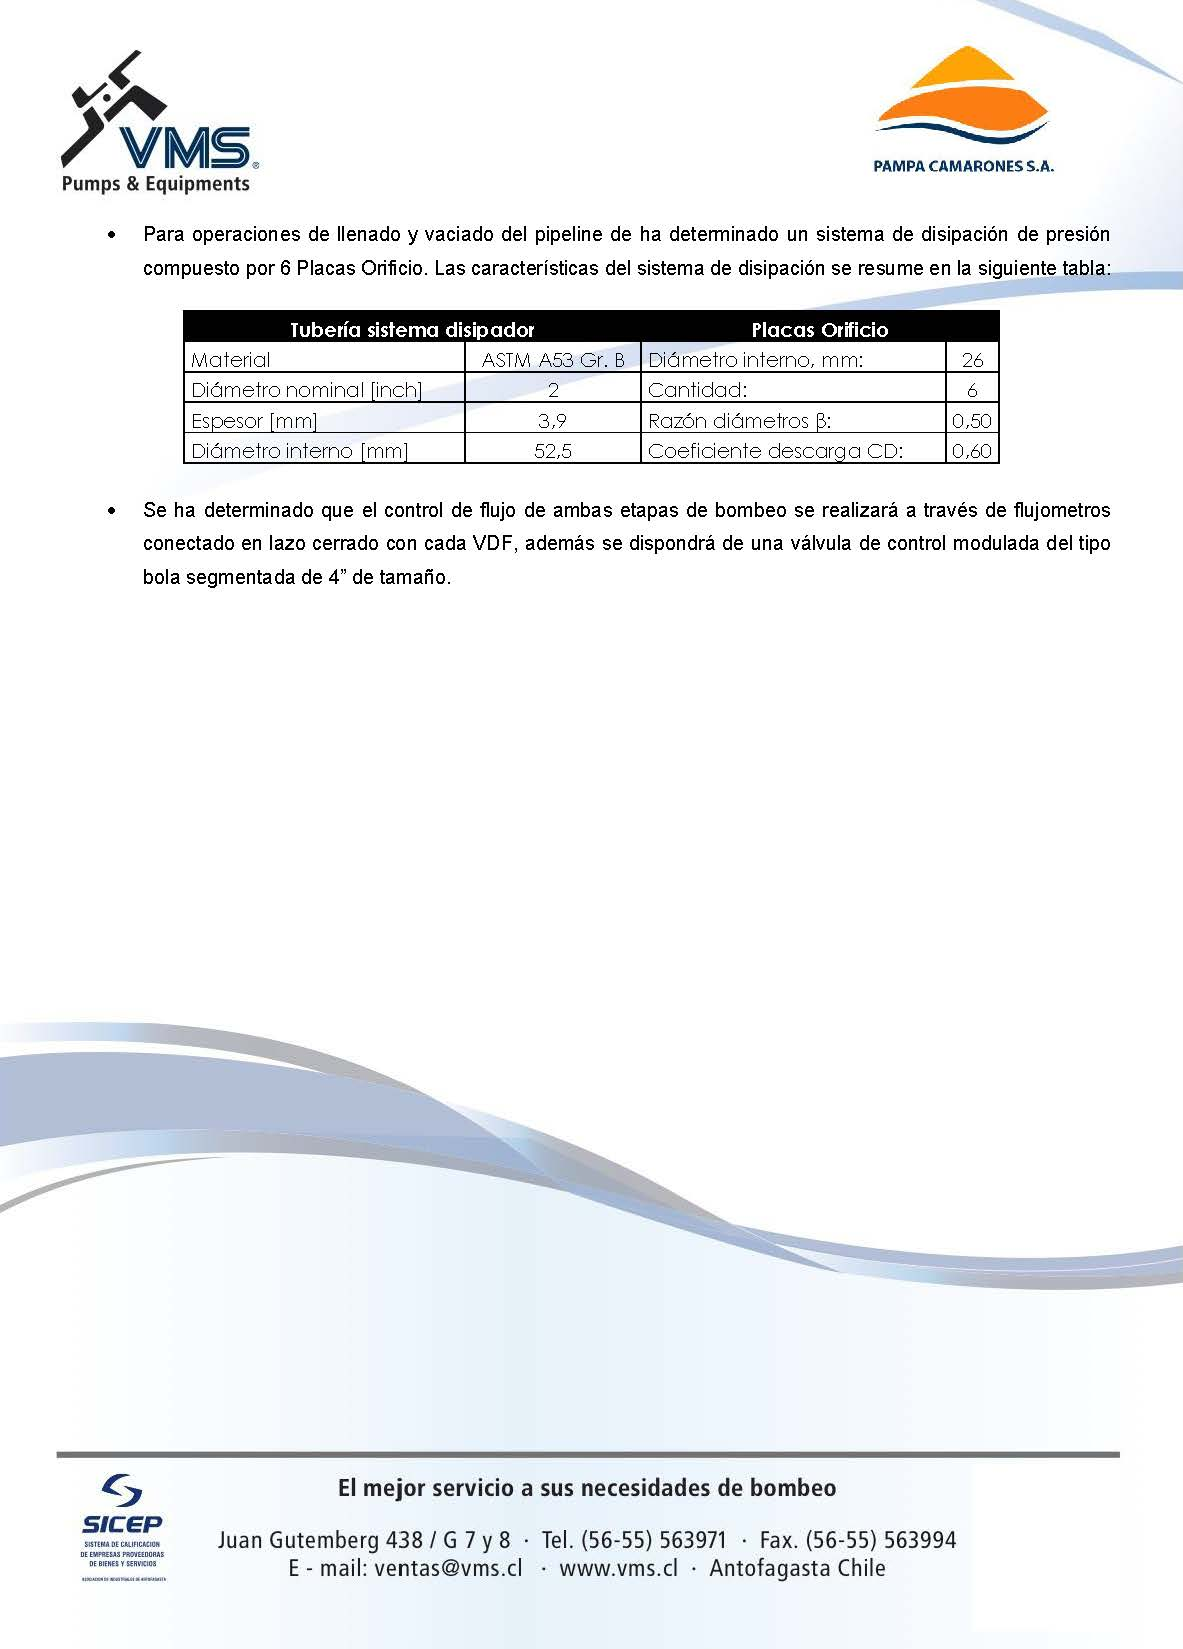 VMS®
Pumps & Equipments
PAMPA CAMARONES S.A.
• Para operaciones de llenado y vaciado del pipeline de ha determinado un sistema de disipación de presión
compuesto por 6 Placas Orificio. Las características del sistema de disipación se resume en la siguiente tabla:
Tubería sistema disipador Placas Orificio
Material ASTM A53 Gr. B Diámetro interno, mm: 26
Diámetro nominal [inch] 2 Cantidad: 6
Espesor [mm] 3,9 Razón diámetros β: 0,50
Diámetro interno [mm] 52,5 Coeficiente descarga CD: 0,60
• Se ha determinado que el control de flujo de ambas etapas de bombeo se realizará a través de flujometros
conectado en lazo cerrado con cada VDF, además se dispondrá de una válvula de control modulada del tipo
bola segmentada de 4” de tamaño.
El mejor servicio a sus necesidades de bombeo
SICEP
SISTEMA DE CALIFICACION
DE EMPRESAS PROVEEDORAS
DE BIENES Y SERVICIOS
ASOCIACION DE INDUSTRIALES DE ANTOFAGASTA
Juan Gutemberg 438 / G 7 y 8 · Tel. (56-55) 563971 · Fax. (56-55) 563994
E - mail: ventas@vms.cl · www.vms.cl · Antofagasta Chile